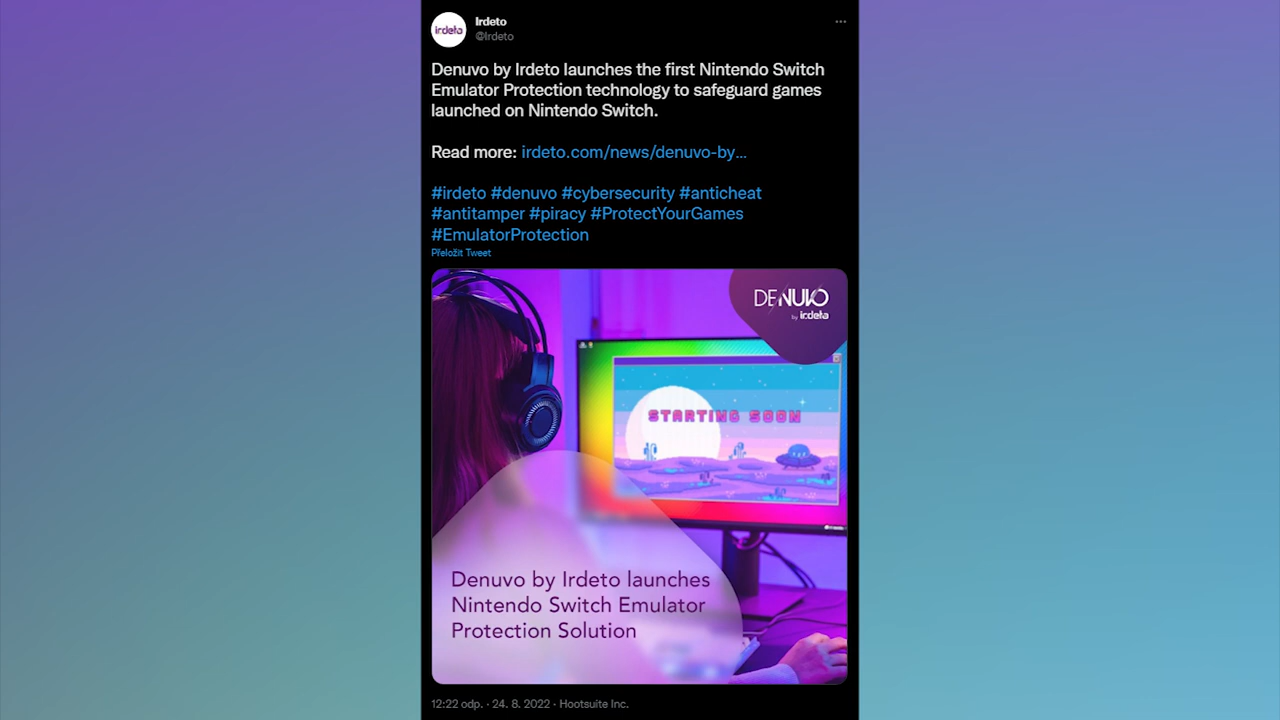 irdeto
Irdeto
@Irdeto
Denuvo by Irdeto launches the first Nintendo Switch
Emulator Protection technology to safeguard games
launched on Nintendo Switch.
Read more: irdeto.com/news/denuvo-by...
#irdeto #denuvo #cybersecurity #anticheat
#antitamper #piracy #ProtectYourGames
#EmulatorProtection
Přeložit Tweet
DENUVO
by irdeto
STARTING SOON
Denuvo by Irdeto launches
Nintendo Switch Emulator
Protection Solution
12:22 odp. · 24. 8. 2022 · Hootsuite Inc.